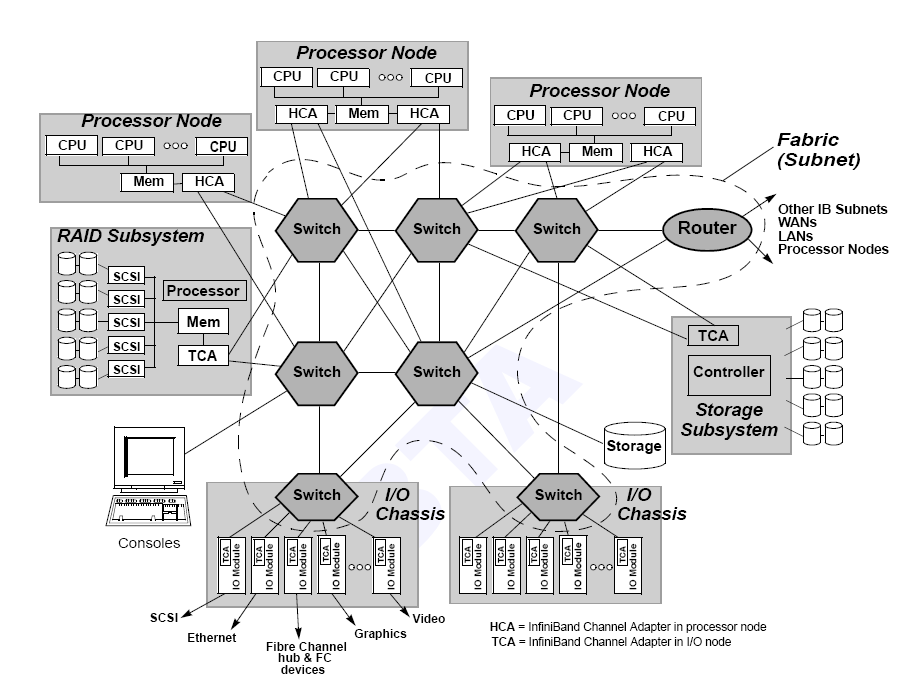 Processor Node
CPU CPU CPU
HCA Mem HCA
Processor Node
CPU CPU CPU
HCA Mem HCA
Processor Node
CPU CPU CPU
Mem HCA
Fabric
(Subnet)
Switch Switch Switch Router
Other IB Subnets
WANs
LANs
Processor Nodes
RAID Subsystem
SCSI
SCSI
SCSI
SCSI
SCSI
Processor
Mem
TCA
Switch Switch
TCA
Controller
Storage
Subsystem
Storage
Consoles
Switch
I/O
Chassis
TCA IO Module
TCA IO Module
TCA IO Module
TCA IO Module
TCA IO Module
Switch
I/O
Chassis
TCA IO Module
TCA IO Module
TCA IO Module
TCA IO Module
TCA IO Module
SCSI
Ethernet
Fibre Channel
hub & FC
devices
Graphics
Video
HCA = InfiniBand Channel Adapter in processor node
TCA = InfiniBand Channel Adapter in I/O node
BTA